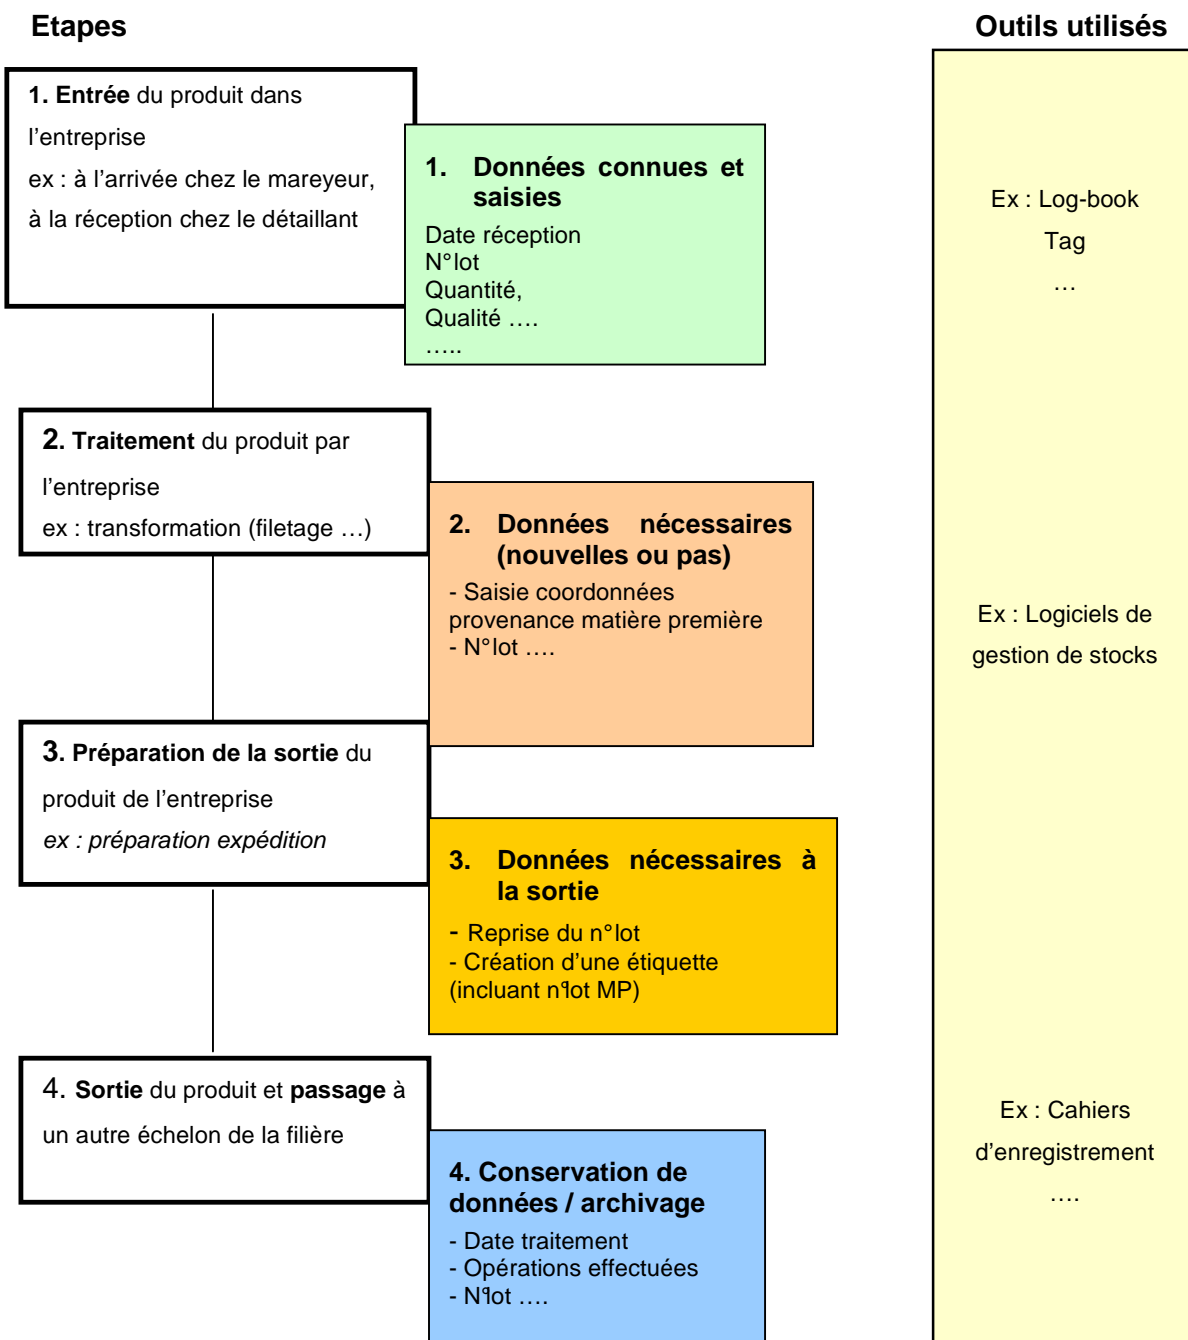 Etapes
Outils utilisés
1. Entrée du produit dans
l'entreprise
ex : à l'arrivée chez le mareyeur,
à la réception chez le détaillant
1. Données connues et
saisies
Date réception
N°lot
Quantité,
Qualité ….
…..
Ex : Log-book
Tag
…
2. Traitement du produit par
l'entreprise
ex : transformation (filetage …)
2. Données nécessaires
(nouvelles ou pas)
- Saisie coordonnées
provenance matière première
- N°lot ….
Ex : Logiciels de
gestion de stocks
3. Préparation de la sortie du
produit de l'entreprise
ex : préparation expédition
3. Données nécessaires à
la sortie
- Reprise du n°lot
- Création d'une étiquette
(incluant n°lot MP)
4. Sortie du produit et passage à
un autre échelon de la filière
4. Conservation de
données / archivage
- Date traitement
- Opérations effectuées
- N°lot ….
Ex : Cahiers
d'enregistrement
….